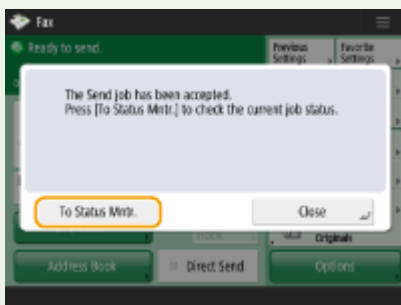 Fax
Ready to send.
Previous Settings
Favorite Settings
The Send job has been accepted.
Press [To Status Mntr.] to check the current job status.
To Status Mntr.
Close
Originals
Address Book
Direct Send
Options